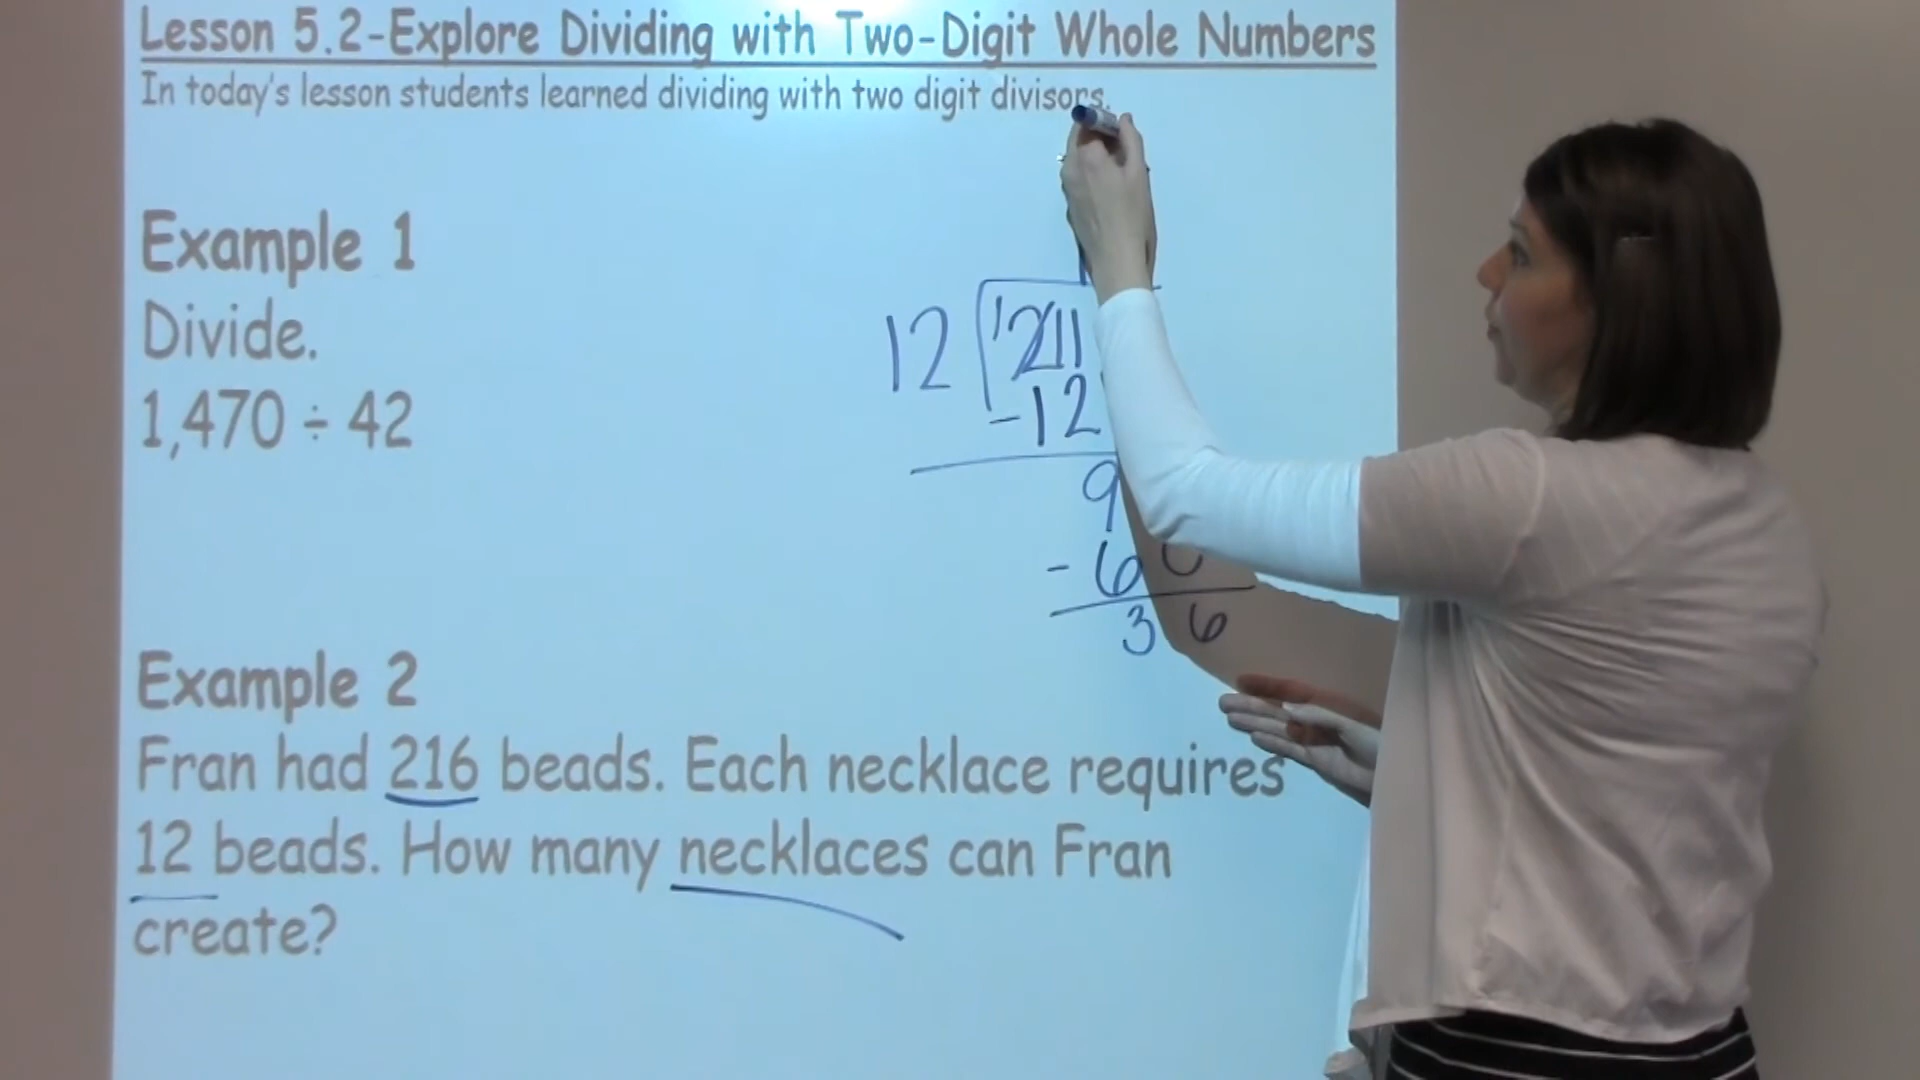 Lesson 5.2-Explore Dividing with Two-Digit Whole Numbers
In today's lesson students learned dividing with two digit divisors.
Example 1
Divide.
1,470 ÷ 42
12
-12
9
- 6
3 6
Example 2
Fran had 216 beads. Each necklace requires
12 beads. How many necklaces can Fran
create?